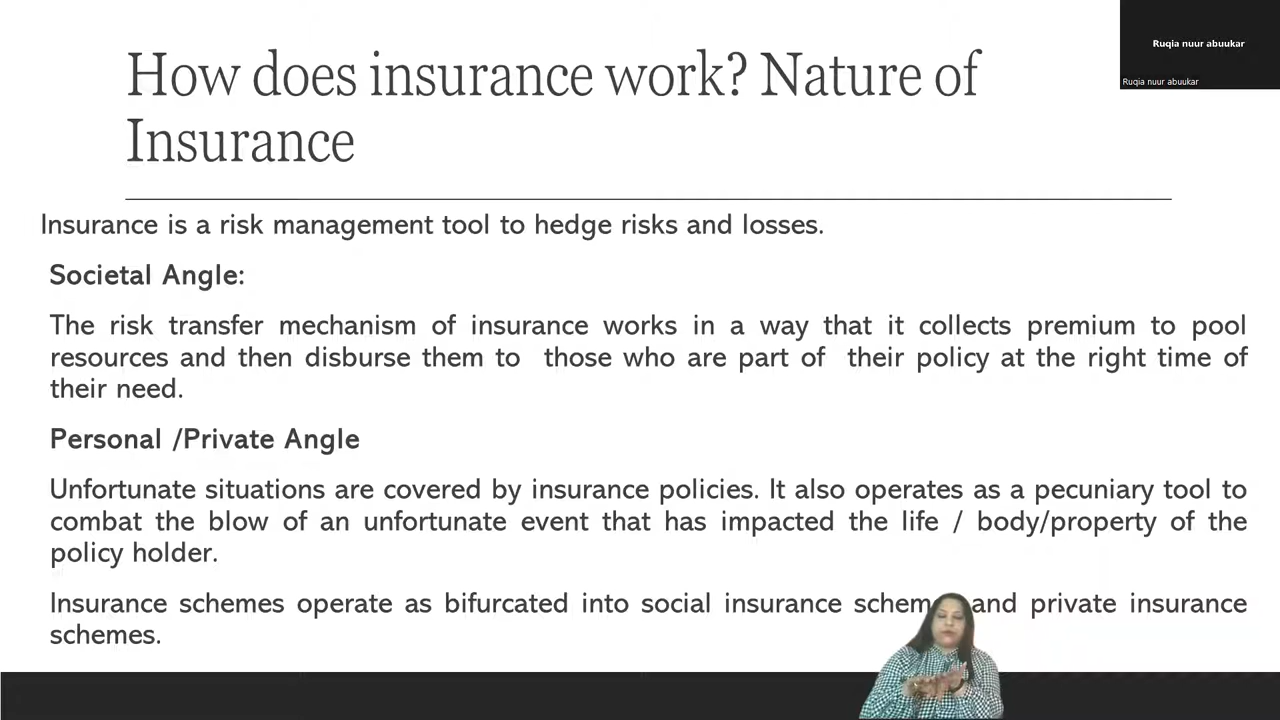 How does insurance work? Nature of
Insurance
Ruqia nuur abuukar
Ruqia nuur abuukar
Insurance is a risk management tool to hedge risks and losses.
Societal Angle:
The risk transfer mechanism of insurance works in a way that it collects premium to pool
resources and then disburse them to those who are part of their policy at the right time of
their need.
Personal /Private Angle
Unfortunate situations are covered by insurance policies. It also operates as a pecuniary tool to
combat the blow of an unfortunate event that has impacted the life / body/property of the
policy holder.
Insurance schemes operate as bifurcated into social insurance and private insurance
schemes.